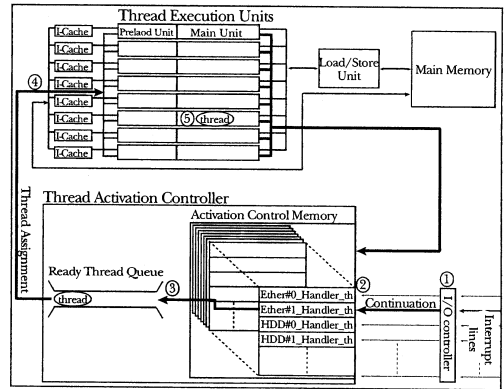 Thread Execution Units
I-Cache
Prelaod Unit
Main Unit
I-Cache
I-Cache
I-Cache
I-Cache
I-Cache
I-Cache
I-Cache
Load/Store
Unit
Main Memory
④
⑤ thread
Thread Assignment
Thread Activation Controller
Activation Control Memory
Ready Thread Queue
thread
③
②
①
Ether#0_Handler_th
Ether#1_Handler_th
HDD#0_Handler_th
HDD#1_Handler_th
Continuation
I/O controller
Interrupt
lines